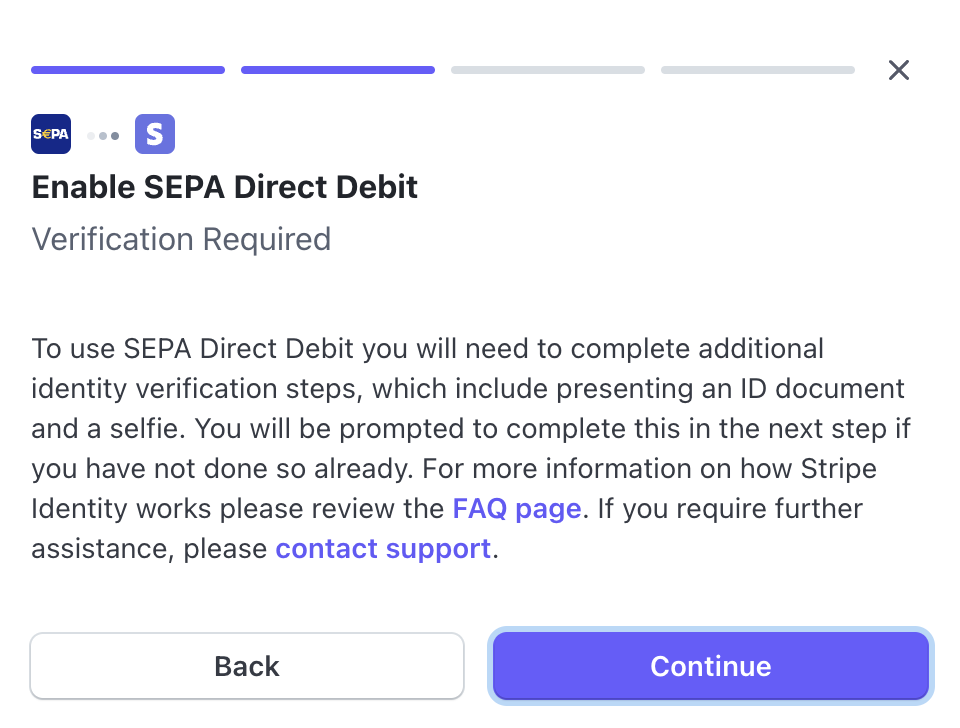 S€PA
S
Enable SEPA Direct Debit
Verification Required
To use SEPA Direct Debit you will need to complete additional
identity verification steps, which include presenting an ID document
and a selfie. You will be prompted to complete this in the next step if
you have not done so already. For more information on how Stripe
Identity works please review the FAQ page. If you require further
assistance, please contact support.
Back
Continue